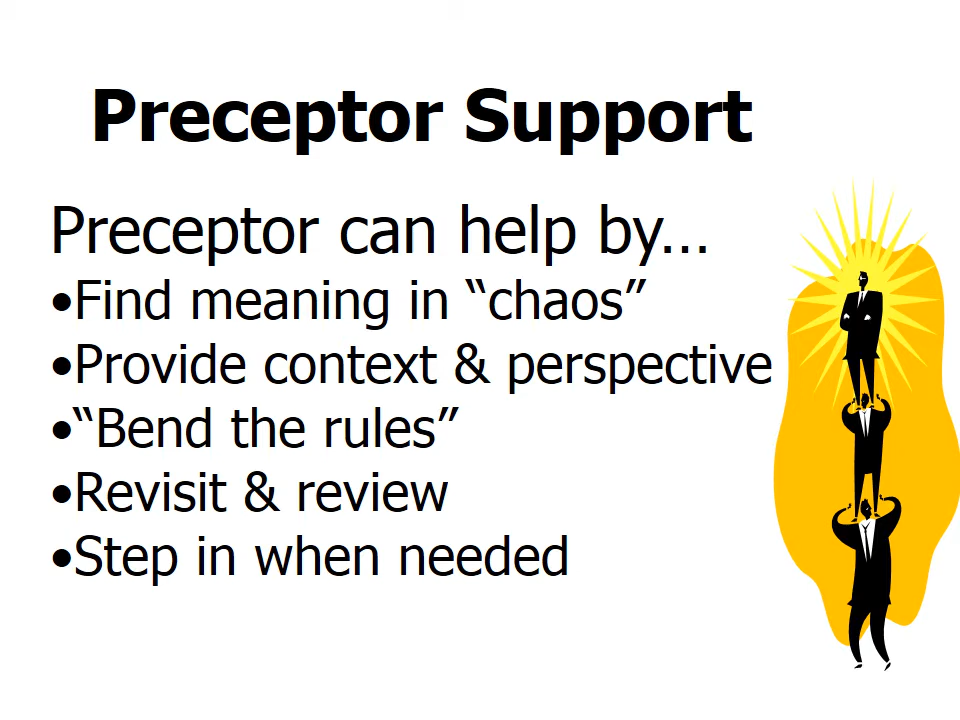 Preceptor Support
Preceptor can help by…
•Find meaning in “chaos”
•Provide context & perspective
•“Bend the rules”
•Revisit & review
•Step in when needed